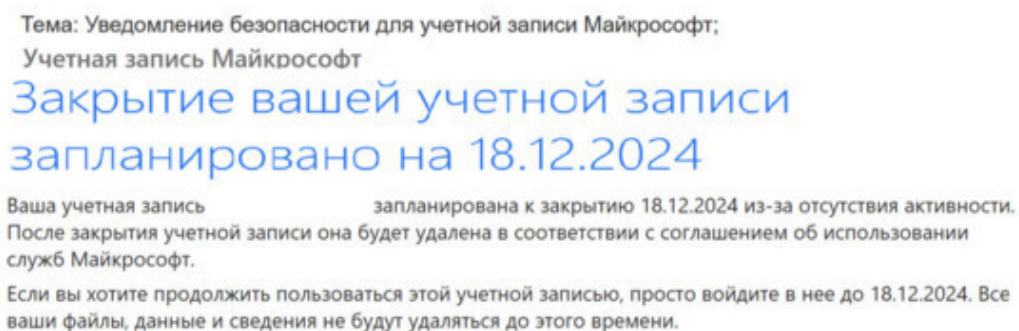 Тема: Уведомление безопасности для учетной записи Майкрософт;
Учетная запись Майкрософт
Закрытие вашей учетной записи
запланировано на 18.12.2024
Ваша учетная запись запланирована к закрытию 18.12.2024 из-за отсутствия активности.
После закрытия учетной записи она будет удалена в соответствии с соглашением об использовании
служб Майкрософт.
Если вы хотите продолжить пользоваться этой учетной записью, просто войдите в нее до 18.12.2024. Все
ваши файлы, данные и сведения не будут удаляться до этого времени.